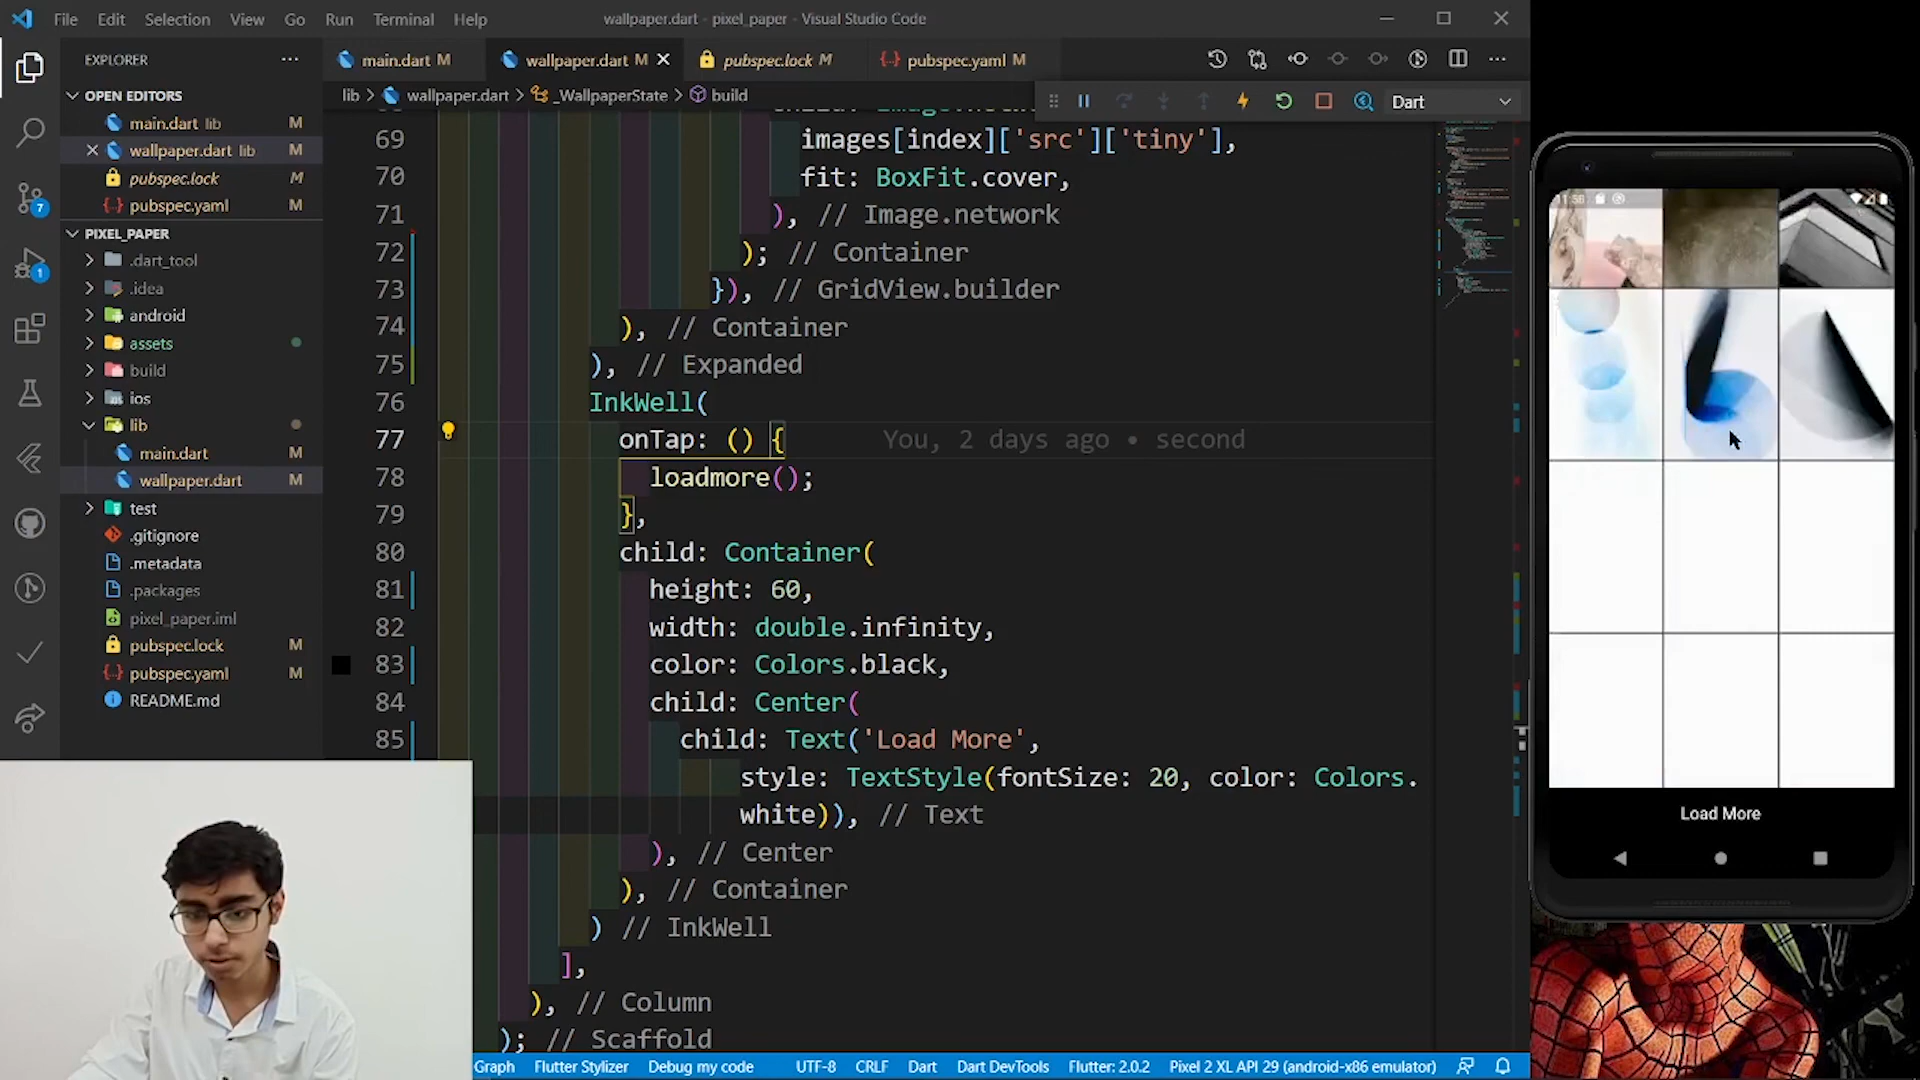 File Edit Selection View Go Run Terminal Help
wallpaper.dart - pixel_paper - Visual Studio Code
EXPLORER
OPEN EDITORS
main.dart lib M
wallpaper.dart lib M
pubspec.lock M
pubspec.yaml M
PIXEL_PAPER
.dart_tool
.idea
android
assets
build
ios
lib
main.dart M
wallpaper.dart M
test
.gitignore
.metadata
.packages
pixel_paper.iml
pubspec.lock M
pubspec.yaml M
README.md
7
1
main.dart M wallpaper.dart M pubspec.lock M pubspec.yaml M
lib > wallpaper.dart > _WallpaperState > build
Dart
69 images[index]['src']['tiny'],
70 fit: BoxFit.cover,
71 ), // Image.network
72 ); // Container
73 }), // GridView.builder
74 ), // Container
75 ), // Expanded
76 InkWell(
77 onTap: () { You, 2 days ago • second
78 loadmore();
79 },
80 child: Container(
81 height: 60,
82 width: double.infinity,
83 color: Colors.black,
84 child: Center(
85 child: Text('Load More',
style: TextStyle(fontSize: 20, color: Colors.
white)), // Text
), // Center
), // Container
) // InkWell
],
), // Column
); // Scaffold
Graph Flutter Stylizer Debug my code UTF-8 CRLF Dart Dart DevTools Flutter: 2.0.2 Pixel 2 XL API 29 (android-x86 emulator)
Load More